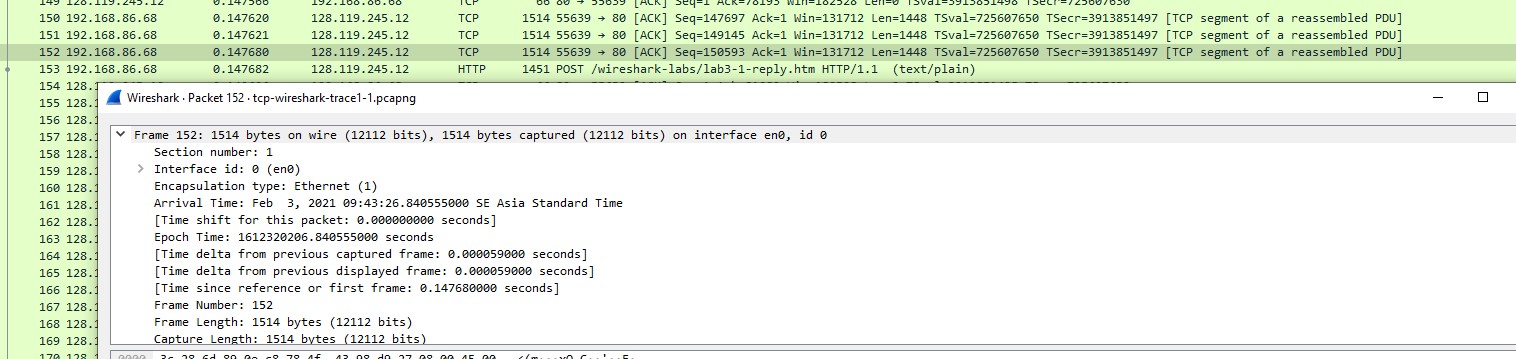 149 128.119.245.12 0.147566 192.168.86.68 TCP 66 80 → 55639 [ACK] Seq=1 Ack=78193 Win=182528 Len=0 TSval=3913851498 TSecr=725607630
150 192.168.86.68 0.147620 128.119.245.12 TCP 1514 55639 → 80 [ACK] Seq=147697 Ack=1 Win=131712 Len=1448 TSval=725607650 TSecr=3913851497 [TCP segment of a reassembled PDU]
151 192.168.86.68 0.147621 128.119.245.12 TCP 1514 55639 → 80 [ACK] Seq=149145 Ack=1 Win=131712 Len=1448 TSval=725607650 TSecr=3913851497 [TCP segment of a reassembled PDU]
152 192.168.86.68 0.147680 128.119.245.12 TCP 1514 55639 → 80 [ACK] Seq=150593 Ack=1 Win=131712 Len=1448 TSval=725607650 TSecr=3913851497 [TCP segment of a reassembled PDU]
153 192.168.86.68 0.147682 128.119.245.12 HTTP 1451 POST /wireshark-labs/lab3-1-reply.htm HTTP/1.1 (text/plain)
154 128.1
155 128.1
156 128.1
157 128.1
158 128.1
159 128.1
160 128.1
161 128.1
162 128.1
163 128.1
164 128.1
165 128.1
166 128.1
167 128.1
168 128.1
169 128.1
170 128.1
Wireshark · Packet 152 · tcp-wireshark-trace1-1.pcapng
Frame 152: 1514 bytes on wire (12112 bits), 1514 bytes captured (12112 bits) on interface en0, id 0
Section number: 1
Interface id: 0 (en0)
Encapsulation type: Ethernet (1)
Arrival Time: Feb 3, 2021 09:43:26.840555000 SE Asia Standard Time
[Time shift for this packet: 0.000000000 seconds]
Epoch Time: 1612320206.840555000 seconds
[Time delta from previous captured frame: 0.000059000 seconds]
[Time delta from previous displayed frame: 0.000059000 seconds]
[Time since reference or first frame: 0.147680000 seconds]
Frame Number: 152
Frame Length: 1514 bytes (12112 bits)
Capture Length: 1514 bytes (12112 bits)